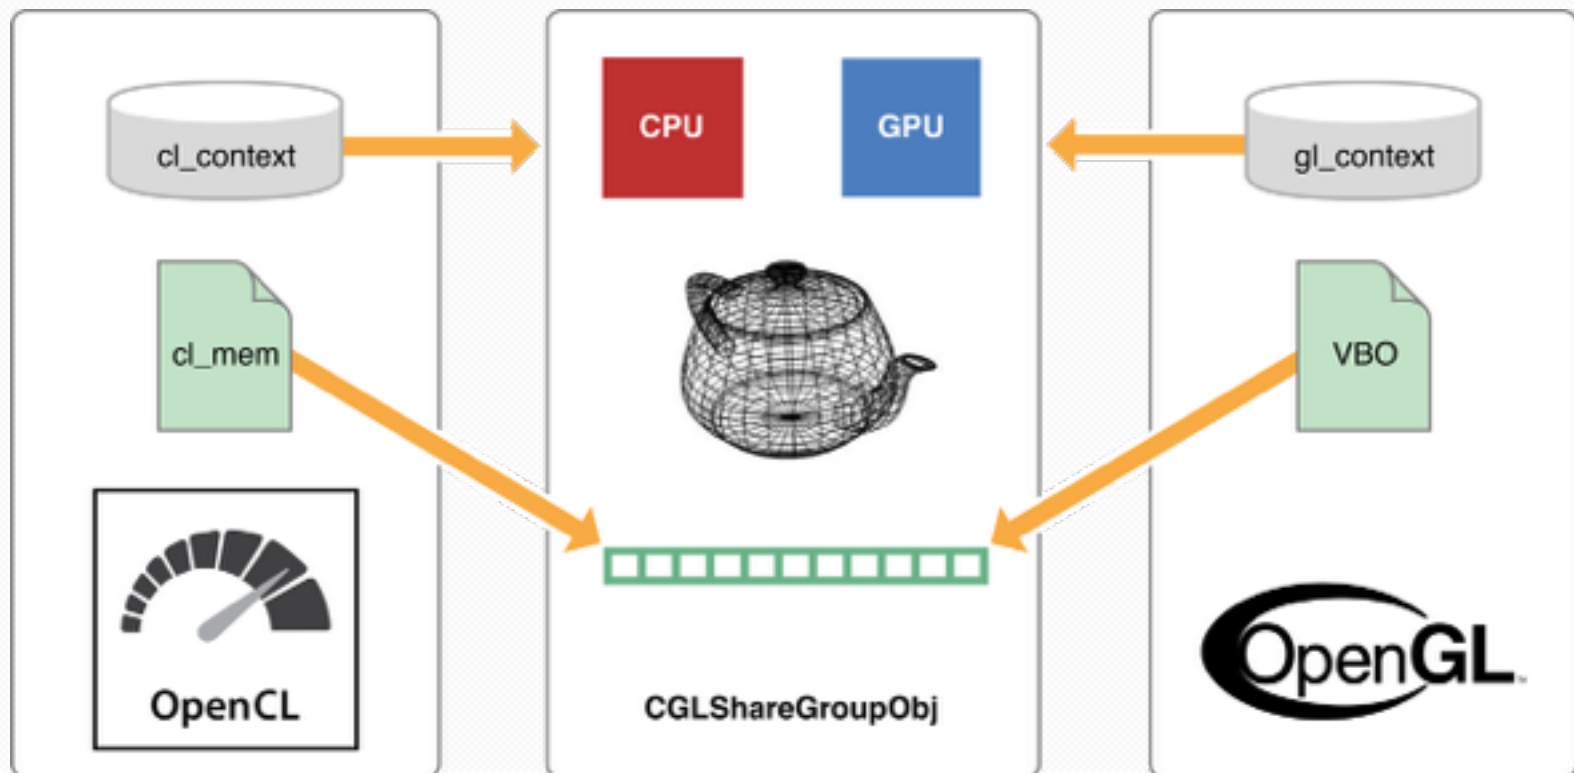 cl_context
CPU
GPU
gl_context
cl_mem
VBO
OpenCL
CGLShareGroupObj
OpenGL